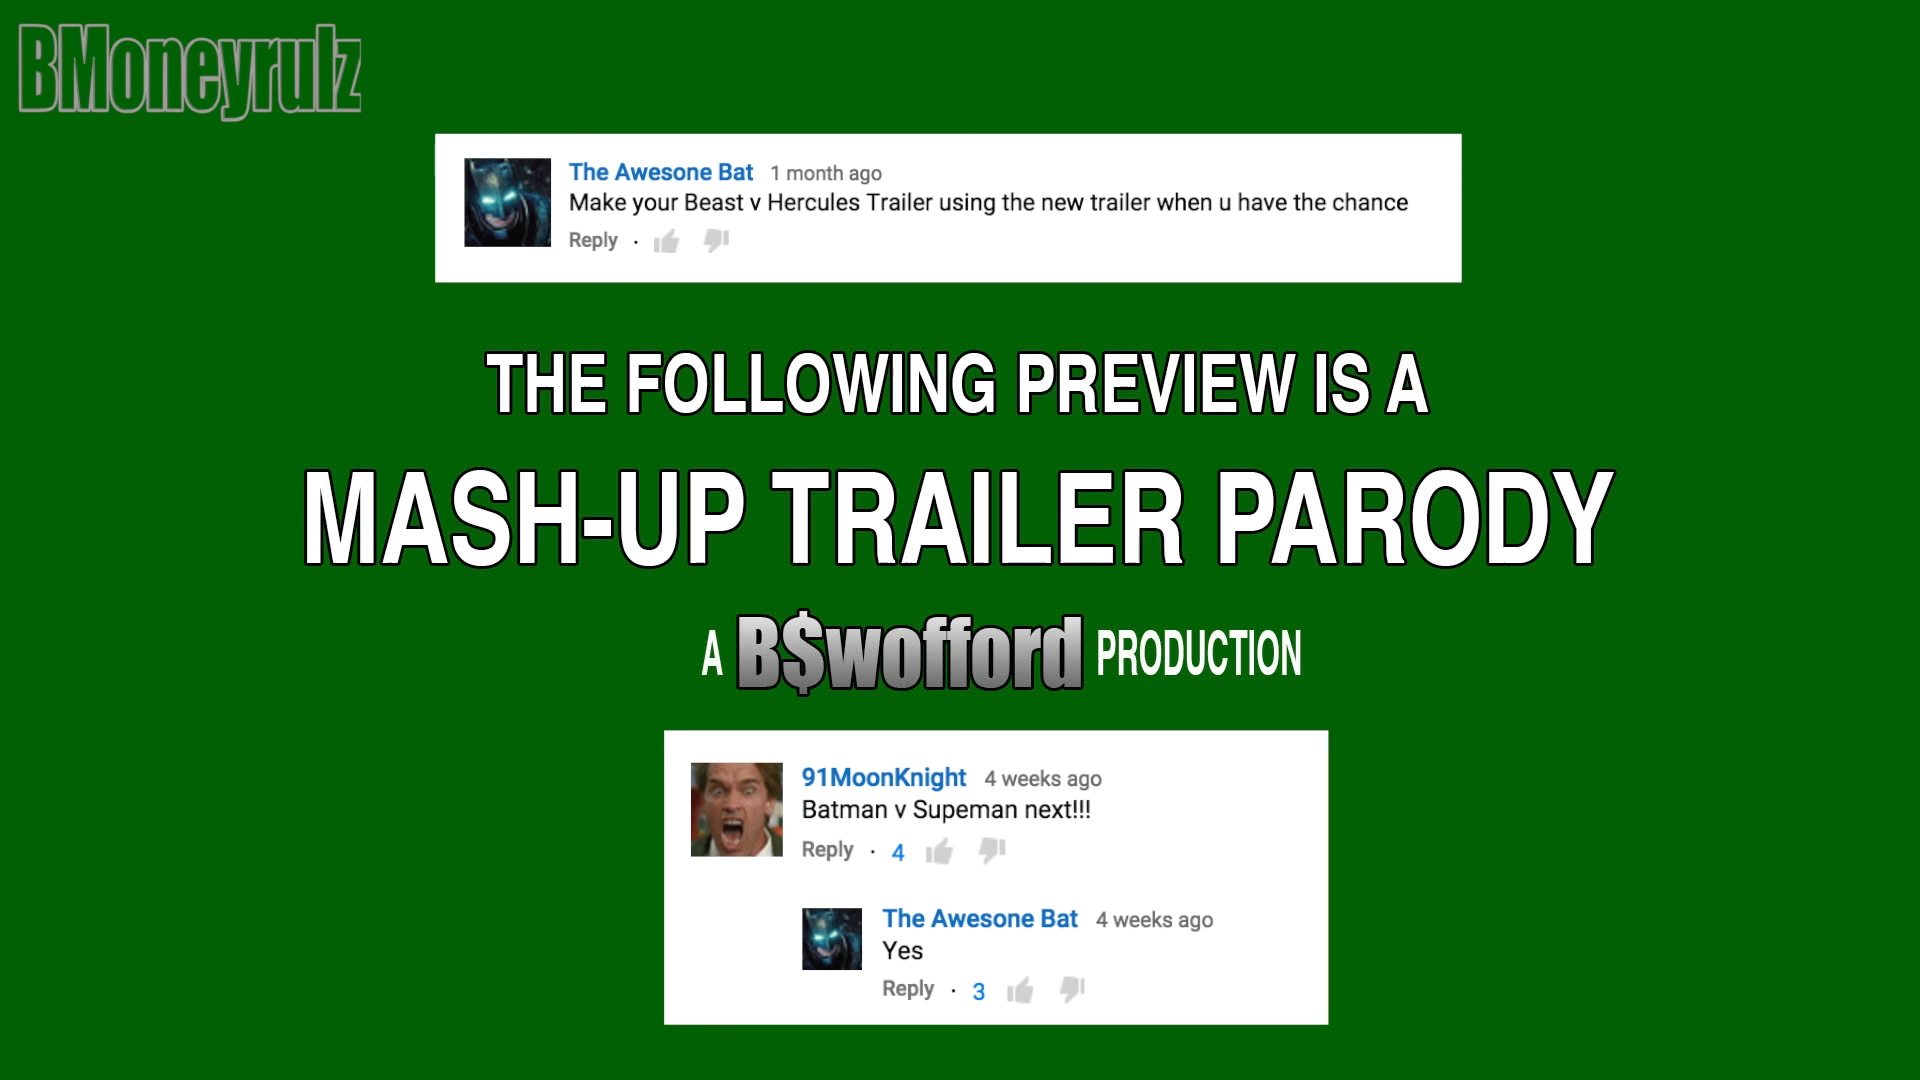 BMoneyrulz
The Awesone Bat 1 month ago
Make your Beast v Hercules Trailer using the new trailer when u have the chance
Reply ·
THE FOLLOWING PREVIEW IS A
MASH-UP TRAILER PARODY
A B$wofford PRODUCTION
91MoonKnight 4 weeks ago
Batman v Supeman next!!!
Reply · 4
The Awesone Bat 4 weeks ago
Yes
Reply · 3